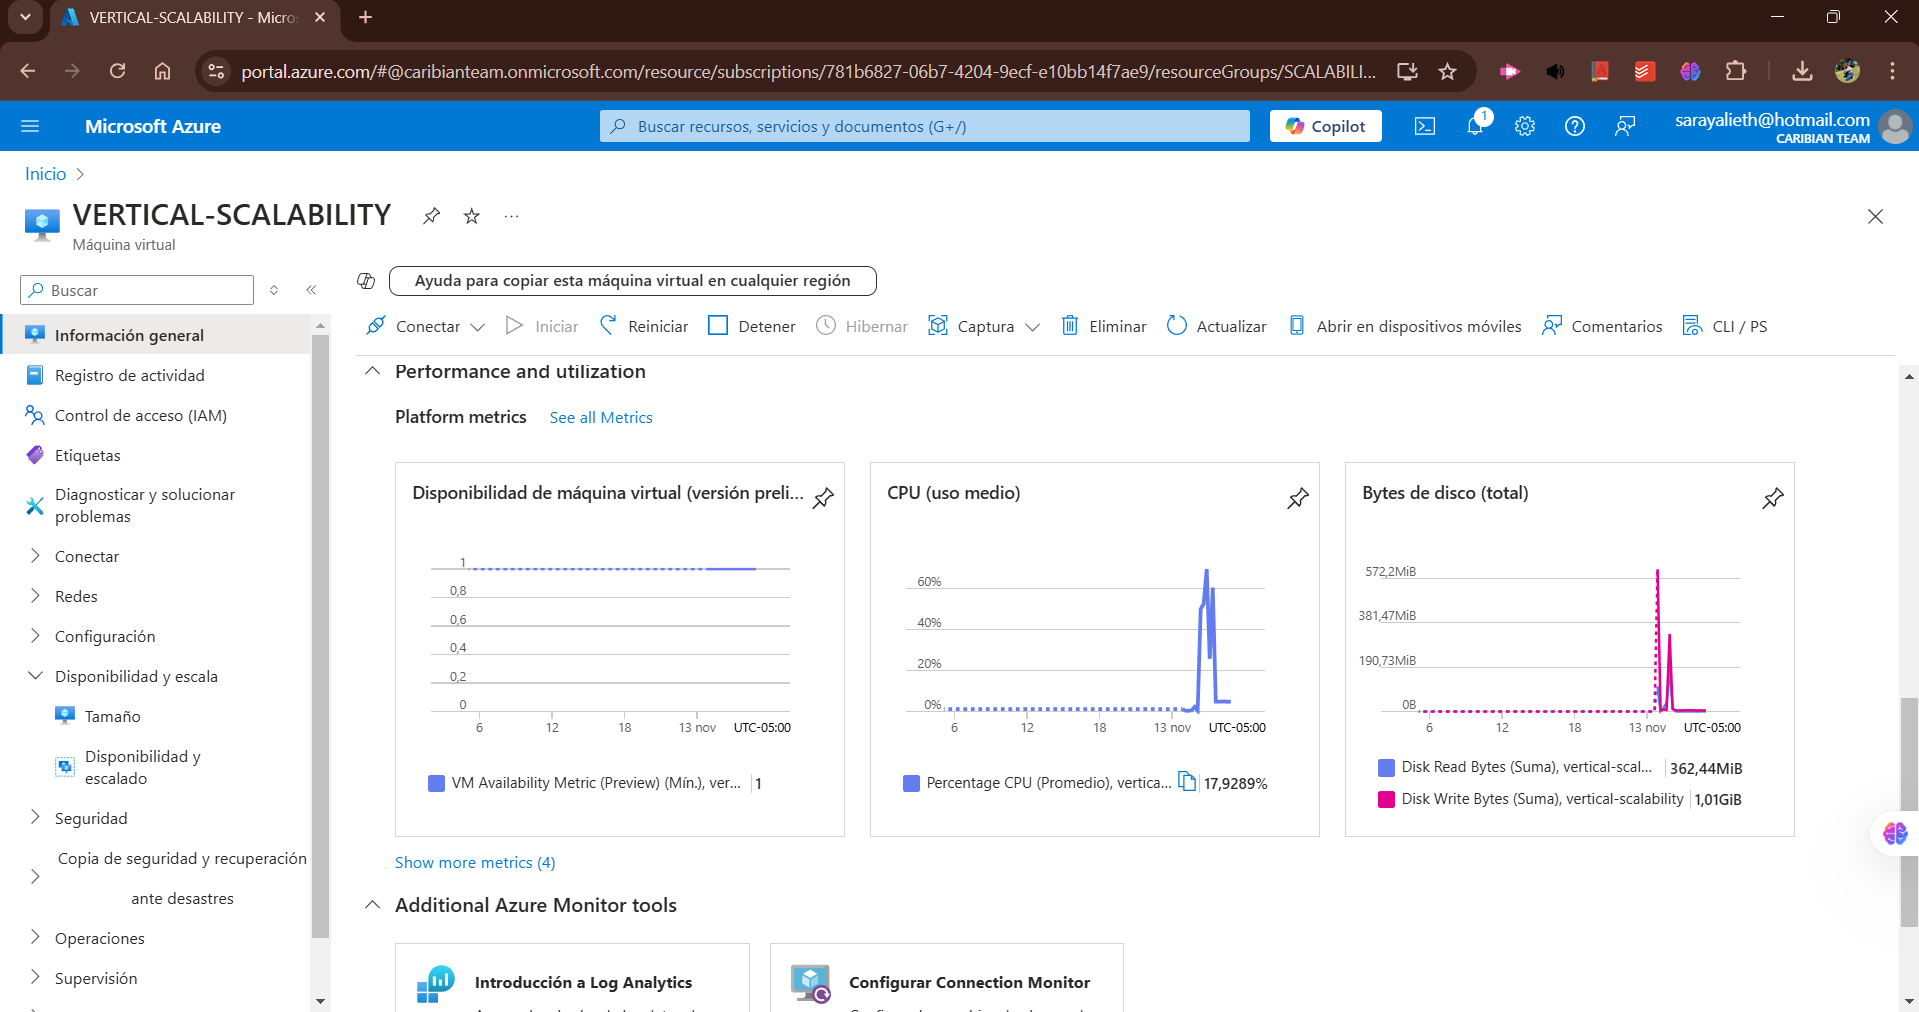 VERTICAL-SCALABILITY - Micro
portal.azure.com/#@caribianteam.onmicrosoft.com/resource/subscriptions/781b6827-06b7-4204-9ecf-e10bb14f7ae9/resourceGroups/SCALABILI...
Microsoft Azure
Buscar recursos, servicios y documentos (G+/)
Copilot
1
sarayalieth@hotmail.com
CARIBIAN TEAM
Inicio
VERTICAL-SCALABILITY
Máquina virtual
Buscar
Información general
Registro de actividad
Control de acceso (IAM)
Etiquetas
Diagnosticar y solucionar
problemas
Conectar
Redes
Configuración
Disponibilidad y escala
Tamaño
Disponibilidad y
escalado
Seguridad
Copia de seguridad y recuperación
ante desastres
Operaciones
Supervisión
Ayuda para copiar esta máquina virtual en cualquier región
Conectar Iniciar Reiniciar Detener Hibernar Captura Eliminar Actualizar Abrir en dispositivos móviles Comentarios CLI / PS
Performance and utilization
Platform metrics See all Metrics
Disponibilidad de máquina virtual (versión preli...
1
0,8
0,6
0,4
0,2
0
6 12 18 13 nov UTC-05:00
VM Availability Metric (Preview) (Mín.), ver... 1
CPU (uso medio)
60%
40%
20%
0%
6 12 18 13 nov UTC-05:00
Percentage CPU (Promedio), vertica... 17,9289%
Bytes de disco (total)
572,2MiB
381,47MiB
190,73MiB
0B
6 12 18 13 nov UTC-05:00
Disk Read Bytes (Suma), vertical-scal... 362,44MiB
Disk Write Bytes (Suma), vertical-scalability 1,01GiB
Show more metrics (4)
Additional Azure Monitor tools
Introducción a Log Analytics
Configurar Connection Monitor